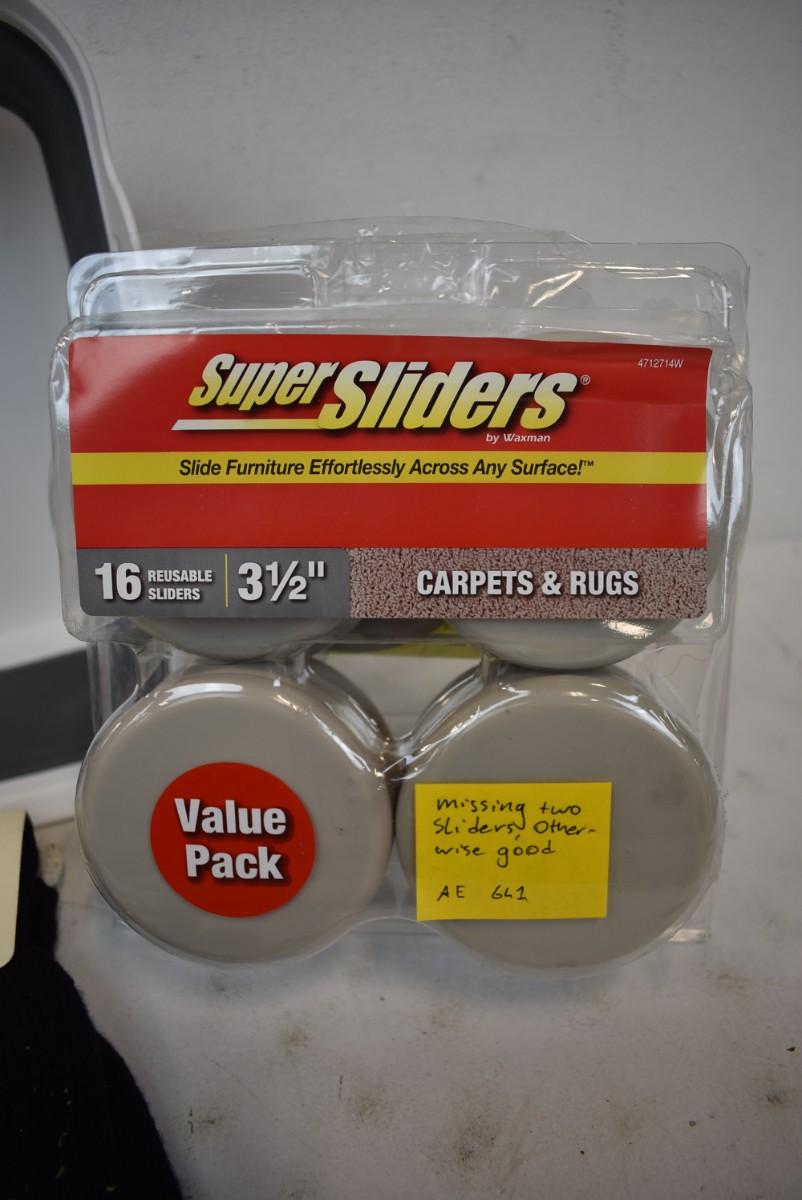 4712714W
Super Sliders®
by Waxman
Slide Furniture Effortlessly Across Any Surface!™
16 REUSABLE SLIDERS
3½"
CARPETS & RUGS
Value
Pack
missing two
Sliders, Other-
wise good
AE 641